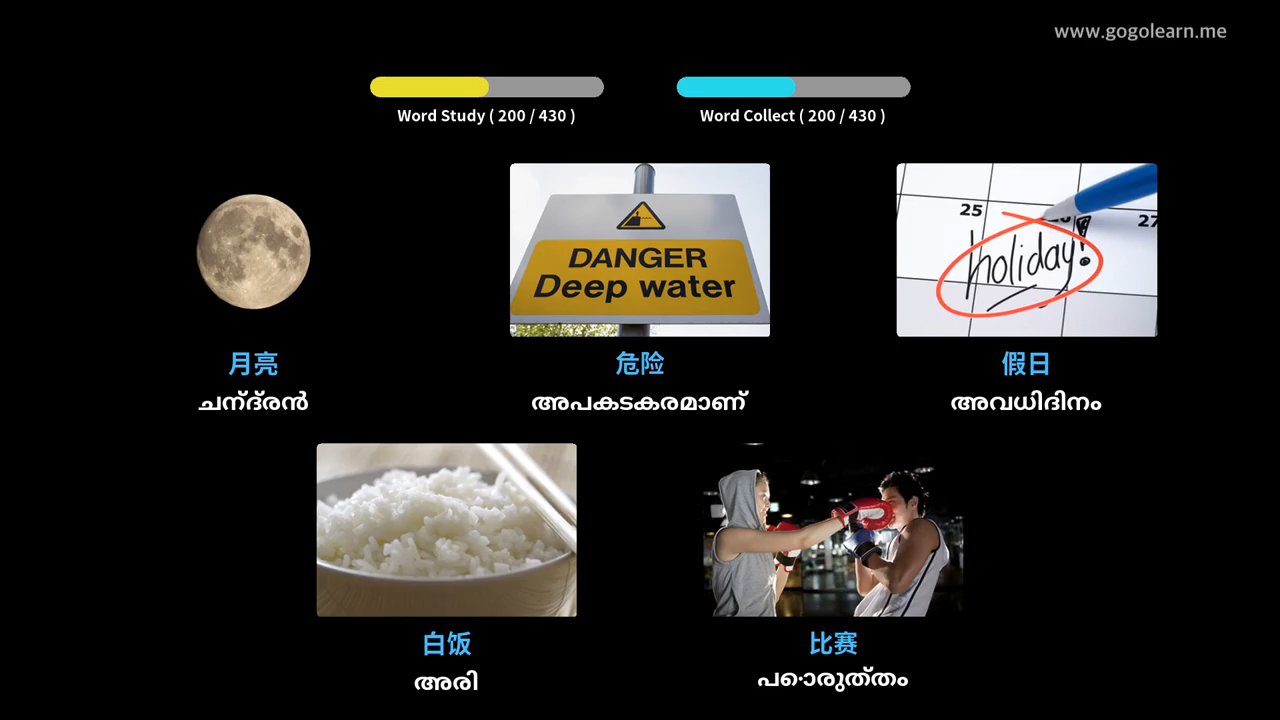 www.gogolearn.me
Word Study ( 200 / 430 )
Word Collect ( 200 / 430 )
DANGER
Deep water
25
27
holiday!
月亮
危险
假日
ചന്ദ്രൻ
അപകടകരമാണ്
അവധിദിനം
白饭
比赛
അരി
പൊരുത്തം